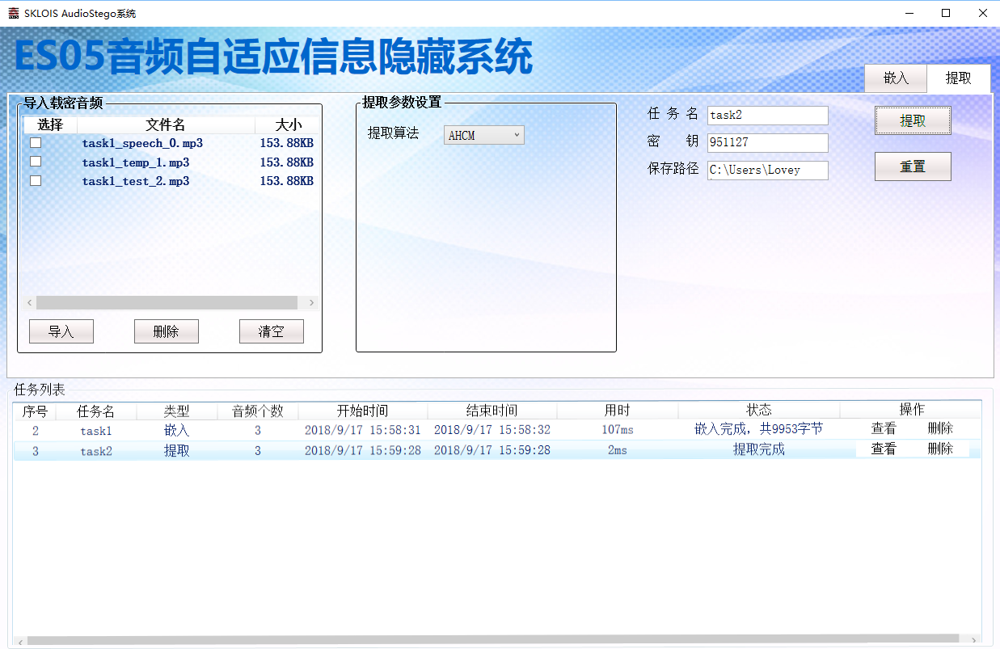 SKLOIS AudioStego系统
ES05音频自适应信息隐藏系统
嵌入 提取
导入载密音频
选择 文件名 大小
task1_speech_0.mp3 153.88KB
task1_temp_1.mp3 153.88KB
task1_test_2.mp3 153.88KB
导入 删除 清空
提取参数设置
提取算法 AHCM
任务名 task2
密钥 951127
保存路径 C:\Users\Lovey
提取
重置
任务列表
序号 任务名 类型 音频个数 开始时间 结束时间 用时 状态 操作
2 task1 嵌入 3 2018/9/17 15:58:31 2018/9/17 15:58:32 107ms 嵌入完成，共9953字节 查看 删除
3 task2 提取 3 2018/9/17 15:59:28 2018/9/17 15:59:28 2ms 提取完成 查看 删除